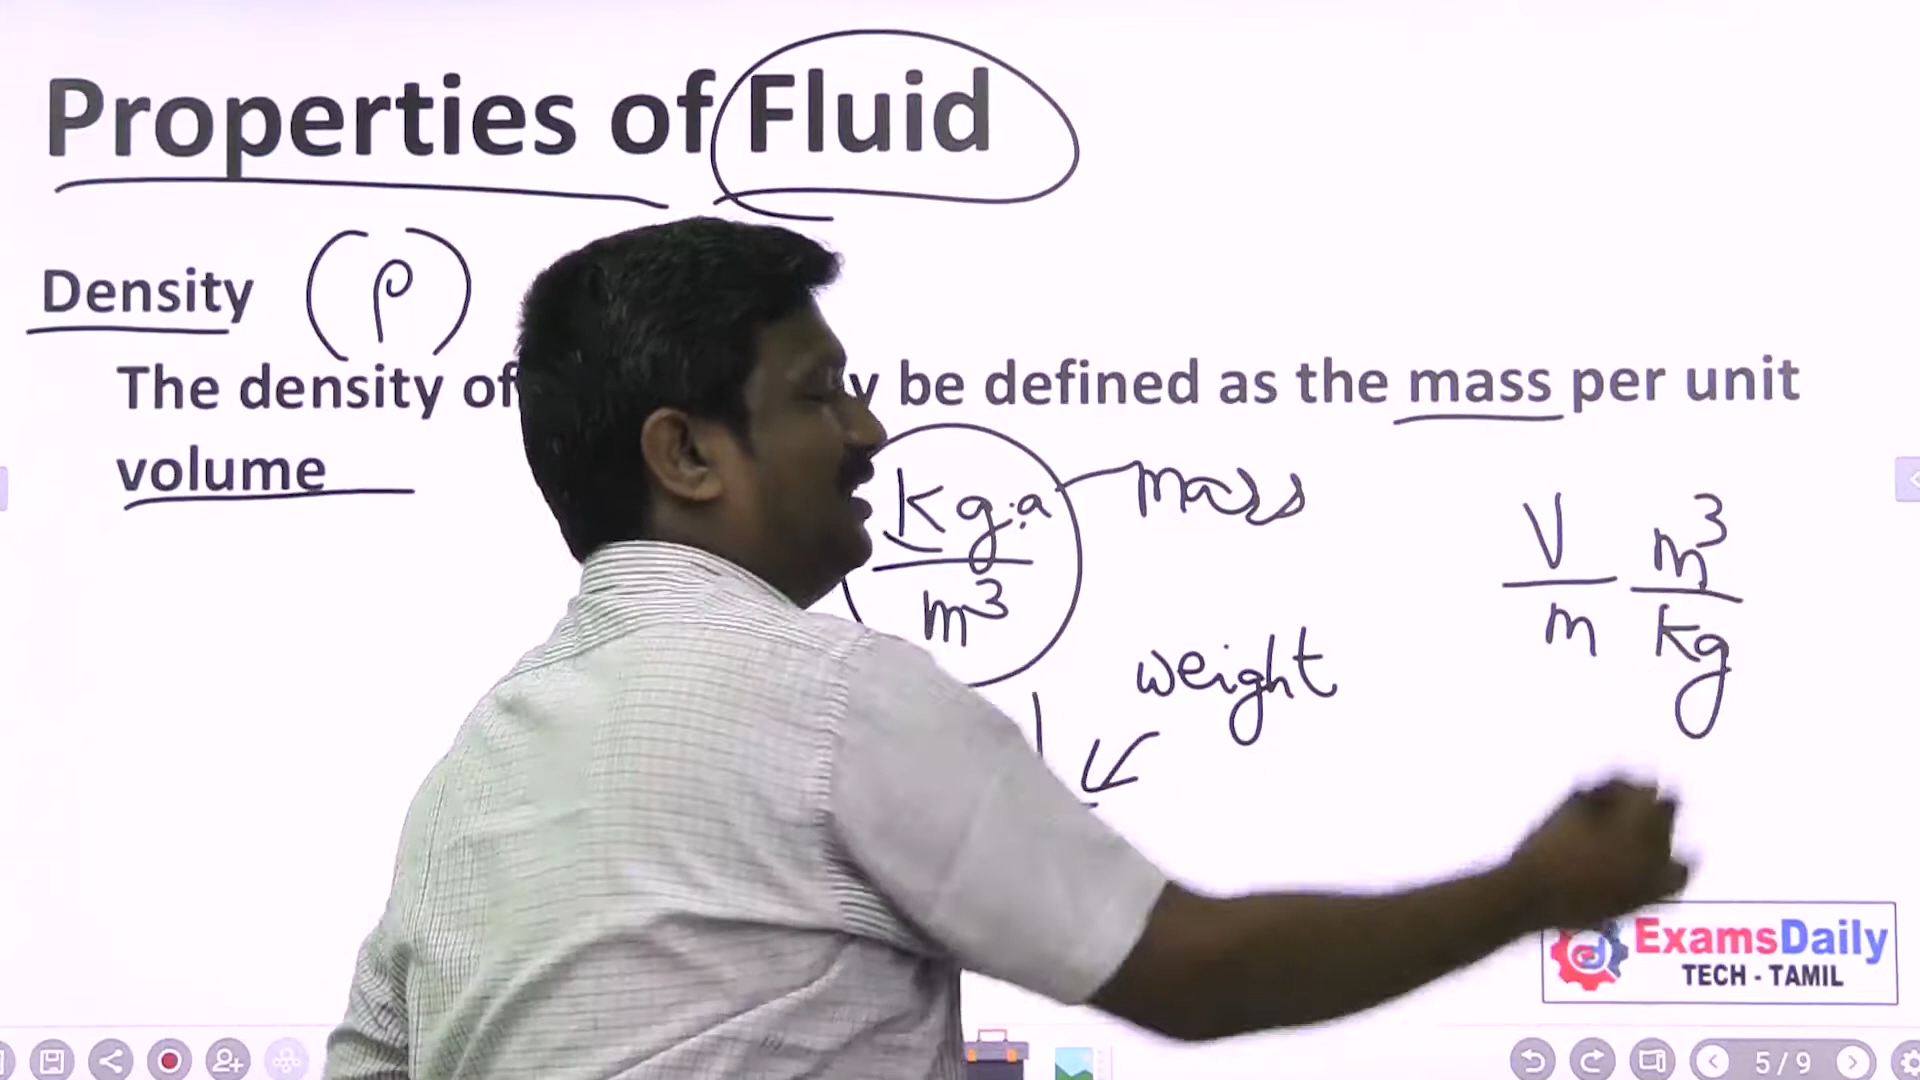 Properties of Fluid
Density (ρ)
The density of be defined as the mass per unit
volume
kg.a
m³
mass
weight
V
m
m³
kg
ExamsDaily
TECH - TAMIL
5/9